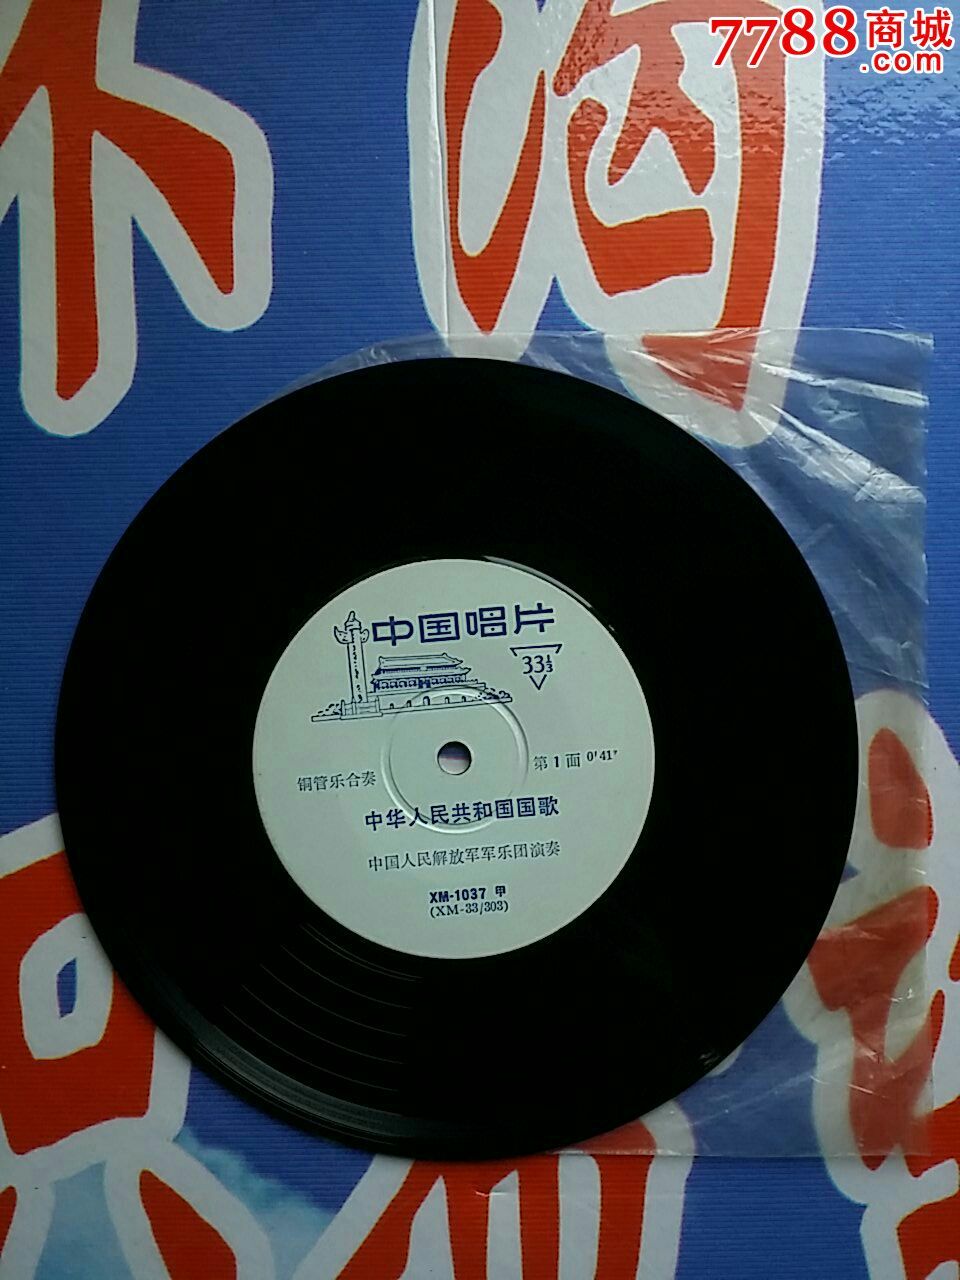 7788商城
.com
中国唱片
33⅓
铜管乐合奏
第1面 0'41"
中华人民共和国国歌
中国人民解放军军乐团演奏
XM-1037 甲
(XM-33/303)